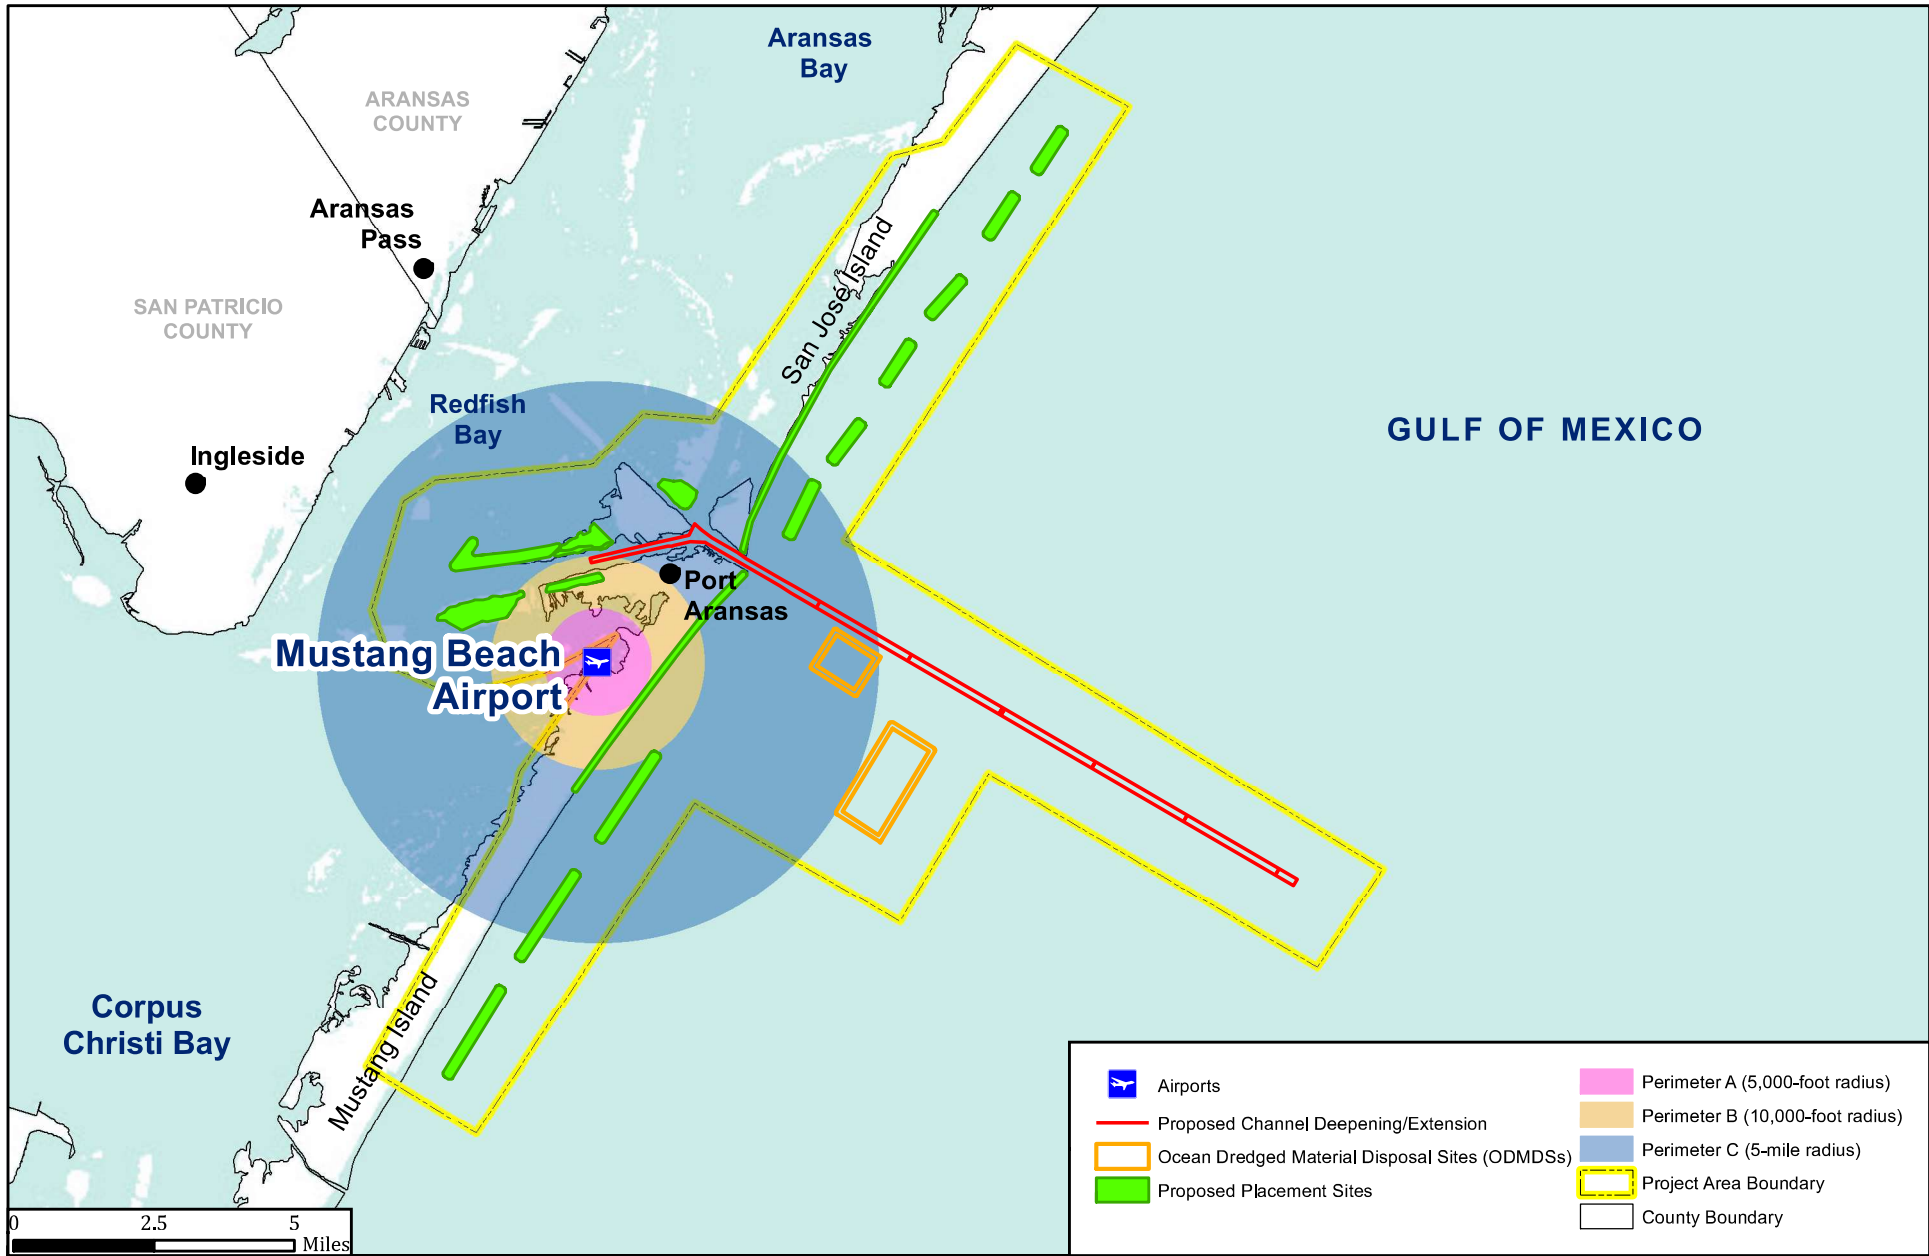 Aransas
Bay
ARANSAS
COUNTY
Aransas
Pass
SAN PATRICIO
COUNTY
San José Island
Redfish
Bay
GULF OF MEXICO
Ingleside
Port
Aransas
Mustang Beach
Airport
Corpus
Christi Bay
Mustang Island
0 2.5 5
Miles
Airports
Proposed Channel Deepening/Extension
Ocean Dredged Material Disposal Sites (ODMDSs)
Proposed Placement Sites
Perimeter A (5,000-foot radius)
Perimeter B (10,000-foot radius)
Perimeter C (5-mile radius)
Project Area Boundary
County Boundary